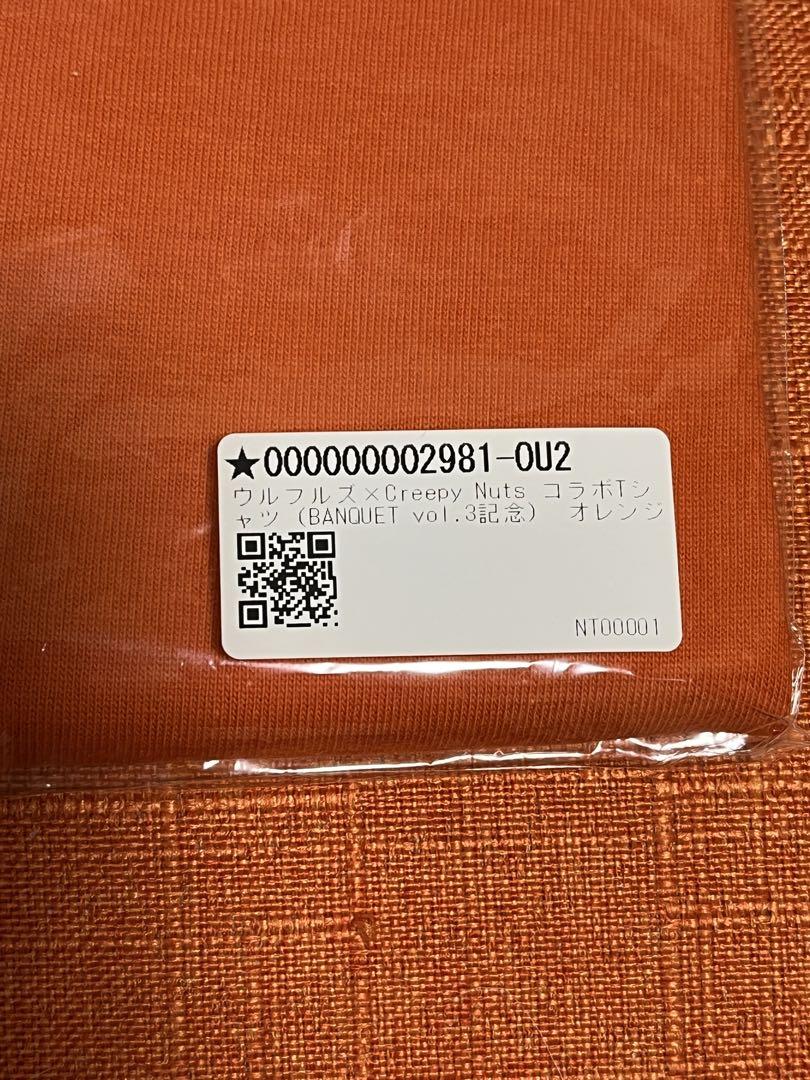 ★000000002981-0U2
ウルフルズ×Creepy Nuts コラボTシ
ャツ (BANQUET vol.3記念)　オレンジ
NT00001